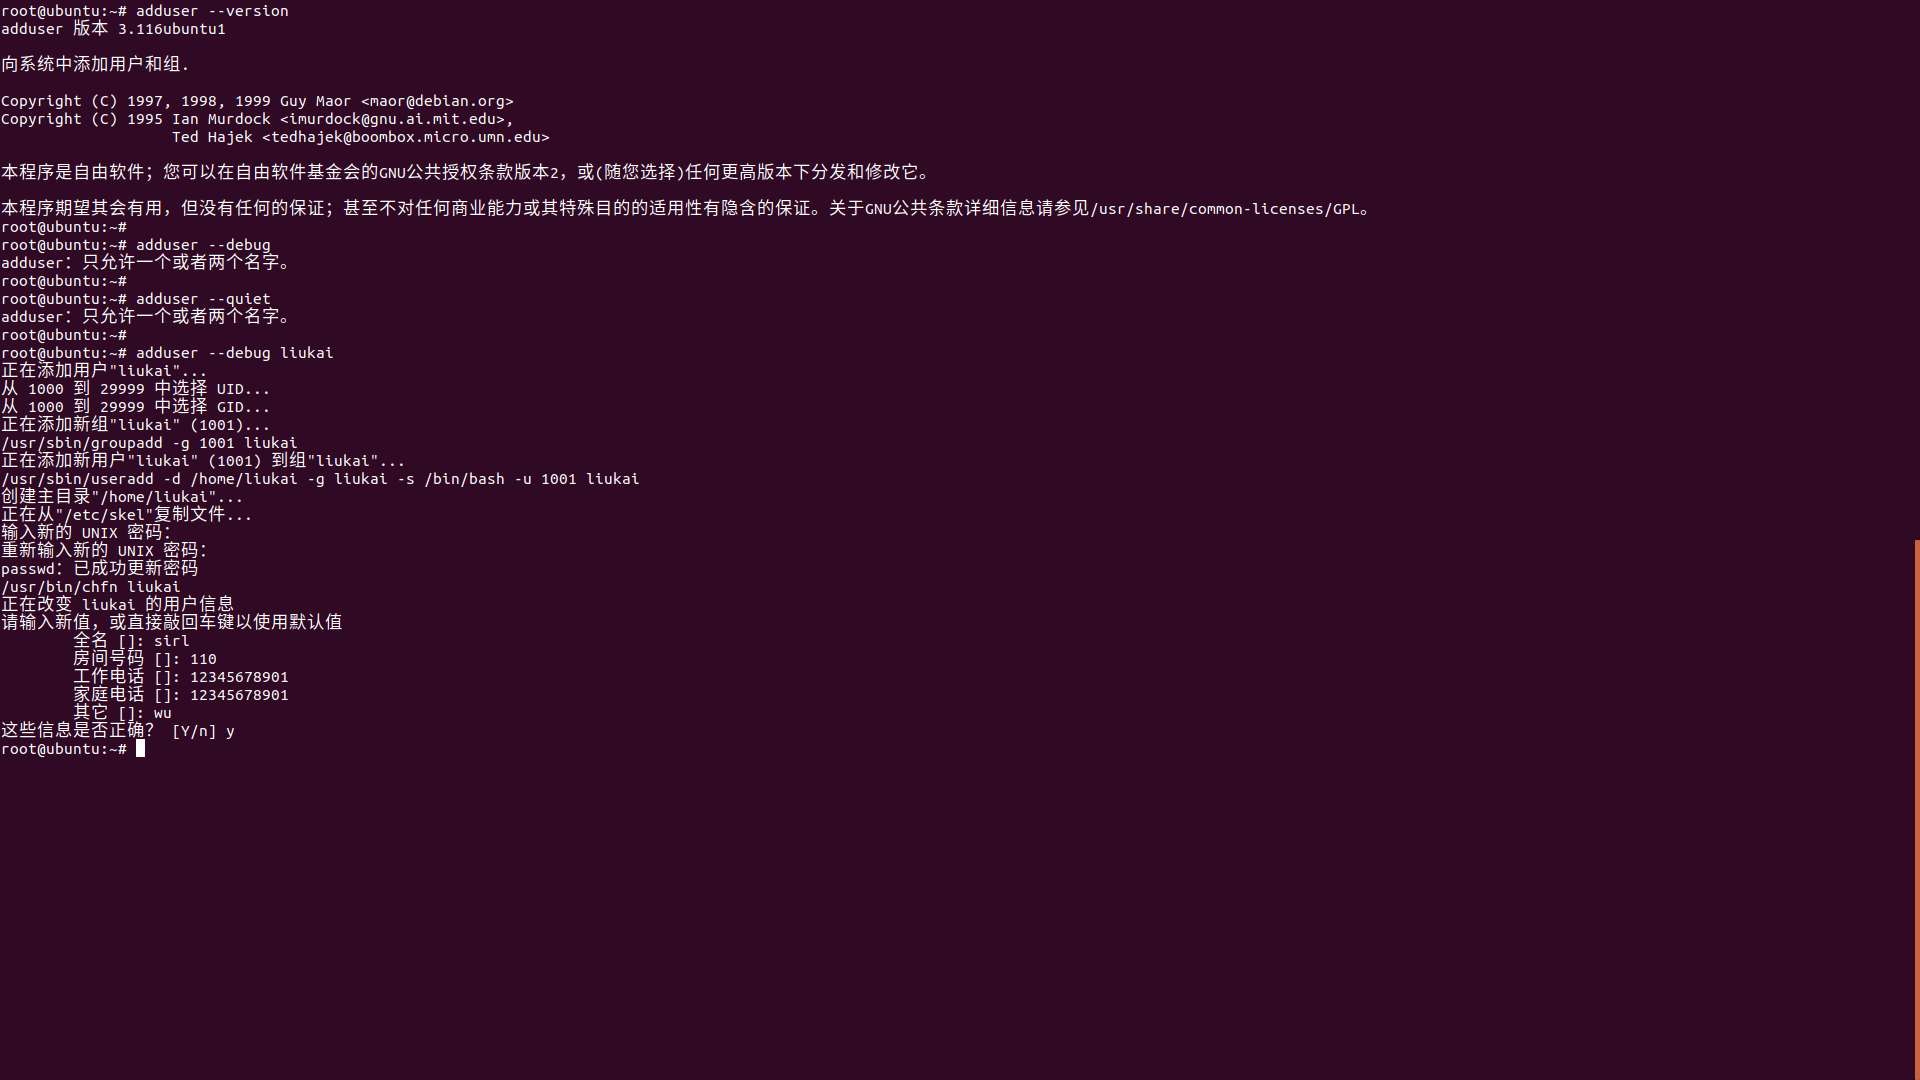 root@ubuntu:~# adduser --version
adduser 版本 3.116ubuntu1
向系统中添加用户和组.
Copyright (C) 1997, 1998, 1999 Guy Maor <maor@debian.org>
Copyright (C) 1995 Ian Murdock <imurdock@gnu.ai.mit.edu>,
                   Ted Hajek <tedhajek@boombox.micro.umn.edu>
本程序是自由软件；您可以在自由软件基金会的GNU公共授权条款版本2，或(随您选择)任何更高版本下分发和修改它。
本程序期望其会有用，但没有任何的保证；甚至不对任何商业能力或其特殊目的的适用性有隐含的保证。关于GNU公共条款详细信息请参见/usr/share/common-licenses/GPL。
root@ubuntu:~#
root@ubuntu:~# adduser --debug
adduser：只允许一个或者两个名字。
root@ubuntu:~#
root@ubuntu:~# adduser --quiet
adduser：只允许一个或者两个名字。
root@ubuntu:~#
root@ubuntu:~# adduser --debug liukai
正在添加用户"liukai"...
从 1000 到 29999 中选择 UID...
从 1000 到 29999 中选择 GID...
正在添加新组"liukai" (1001)...
/usr/sbin/groupadd -g 1001 liukai
正在添加新用户"liukai" (1001) 到组"liukai"...
/usr/sbin/useradd -d /home/liukai -g liukai -s /bin/bash -u 1001 liukai
创建主目录"/home/liukai"...
正在从"/etc/skel"复制文件...
输入新的 UNIX 密码：
重新输入新的 UNIX 密码：
passwd：已成功更新密码
/usr/bin/chfn liukai
正在改变 liukai 的用户信息
请输入新值，或直接敲回车键以使用默认值
        全名 []: sirl
        房间号码 []: 110
        工作电话 []: 12345678901
        家庭电话 []: 12345678901
        其它 []: wu
这些信息是否正确？ [Y/n] y
root@ubuntu:~#